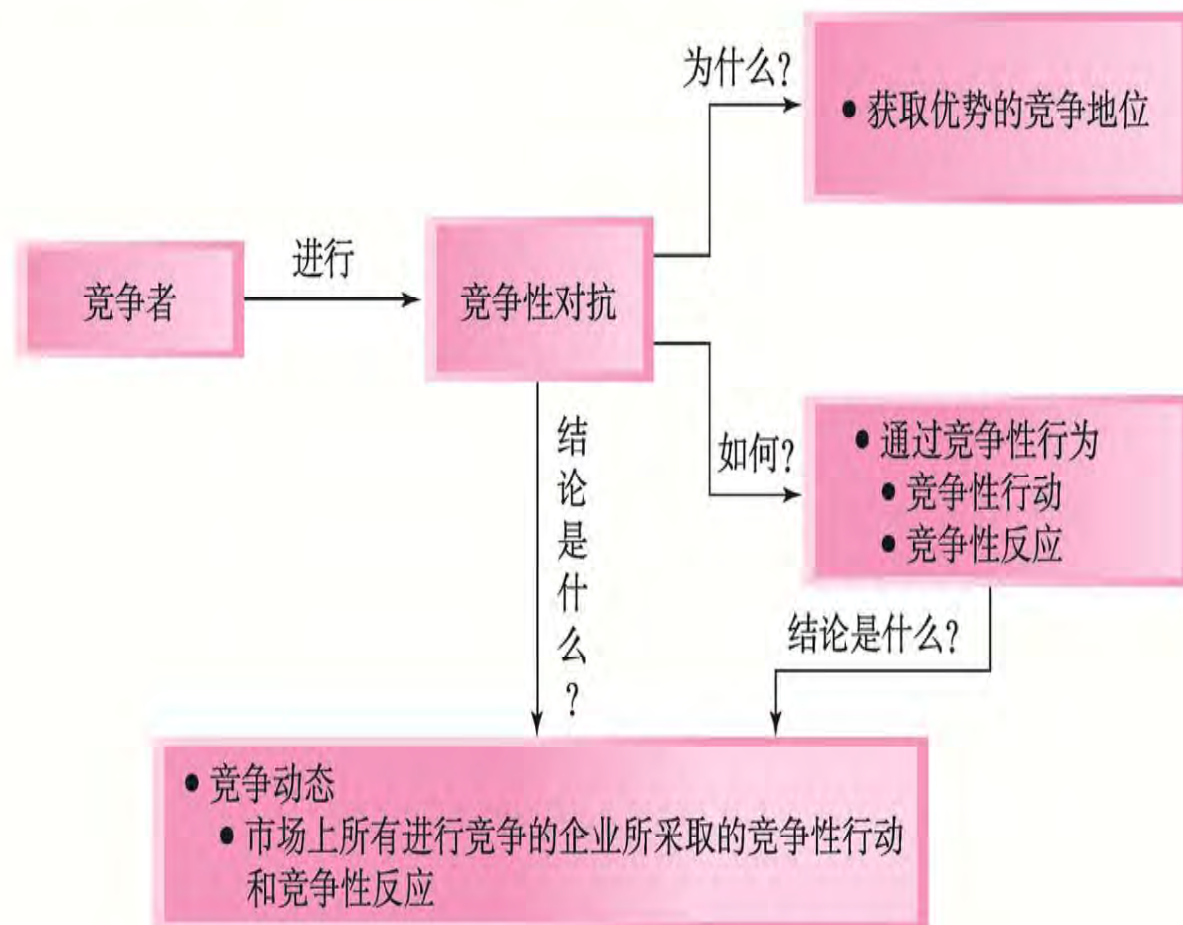 为什么?
• 获取优势的竞争地位
竞争者
进行
竞争性对抗
如何?
• 通过竞争性行为
• 竞争性行动
• 竞争性反应
结论是什么?
结论是什么?
• 竞争动态
• 市场上所有进行竞争的企业所采取的竞争性行动
和竞争性反应